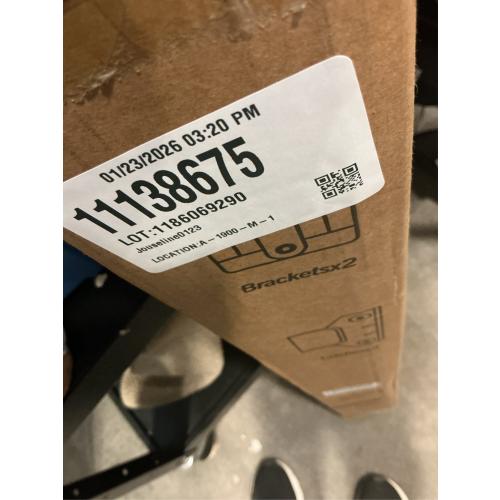 01/23/2026 03:20 PM
11138675
LOT:1186069290
Jouseline0123
LOCATION:A-1900-M-1
Bracketsx2